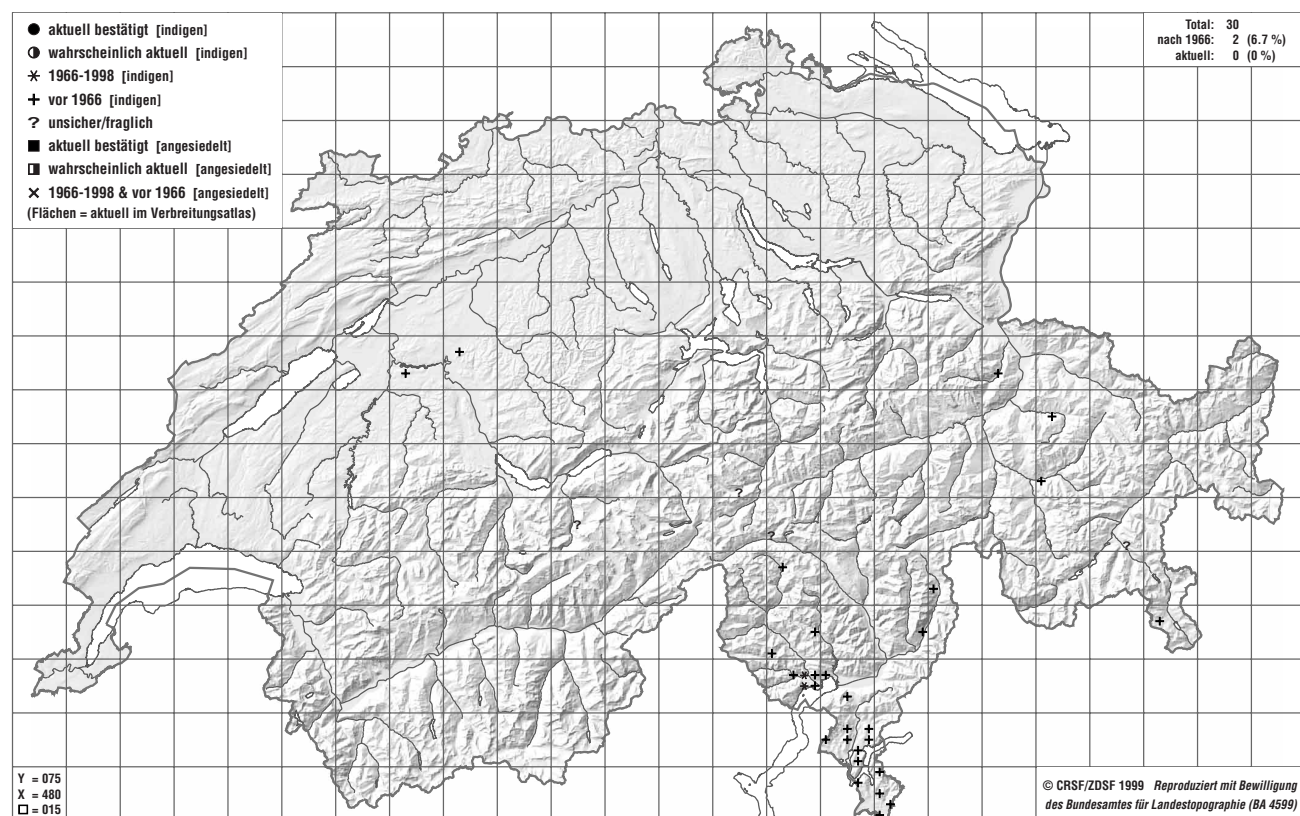 ● aktuell bestätigt [indigen]
◑ wahrscheinlich aktuell [indigen]
✳ 1966-1998 [indigen]
+ vor 1966 [indigen]
? unsicher/fraglich
■ aktuell bestätigt [angesiedelt]
◨ wahrscheinlich aktuell [angesiedelt]
× 1966-1998 & vor 1966 [angesiedelt]
(Flächen = aktuell im Verbreitungsatlas)
Total: 30
nach 1966: 2 (6.7 %)
aktuell: 0 (0 %)
Y = 075
X = 480
□ = 015
© CRSF/ZDSF 1999 Reproduziert mit Bewilligung
des Bundesamtes für Landestopographie (BA 4599)